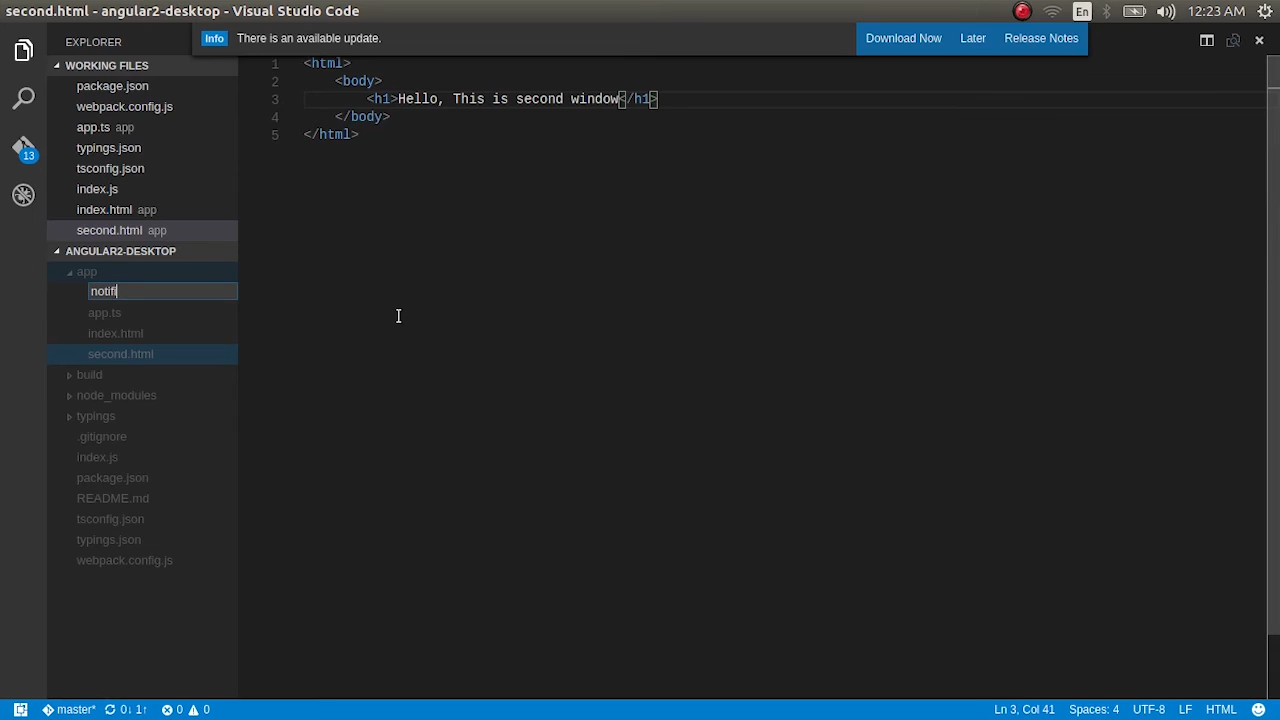 second.html - angular2-desktop - Visual Studio Code
En
12:23 AM
EXPLORER
Info
There is an available update.
Download Now
Later
Release Notes
WORKING FILES
package.json
webpack.config.js
app.ts app
typings.json
tsconfig.json
index.js
index.html app
second.html app
ANGULAR2-DESKTOP
app
notifi
app.ts
index.html
second.html
build
node_modules
typings
.gitignore
index.js
package.json
README.md
tsconfig.json
typings.json
webpack.config.js
13
1 <html>
2 <body>
3 <h1>Hello, This is second window</h1>
4 </body>
5 </html>
master* 0↓ 1↑ 0 0
Ln 3, Col 41
Spaces: 4
UTF-8
LF
HTML